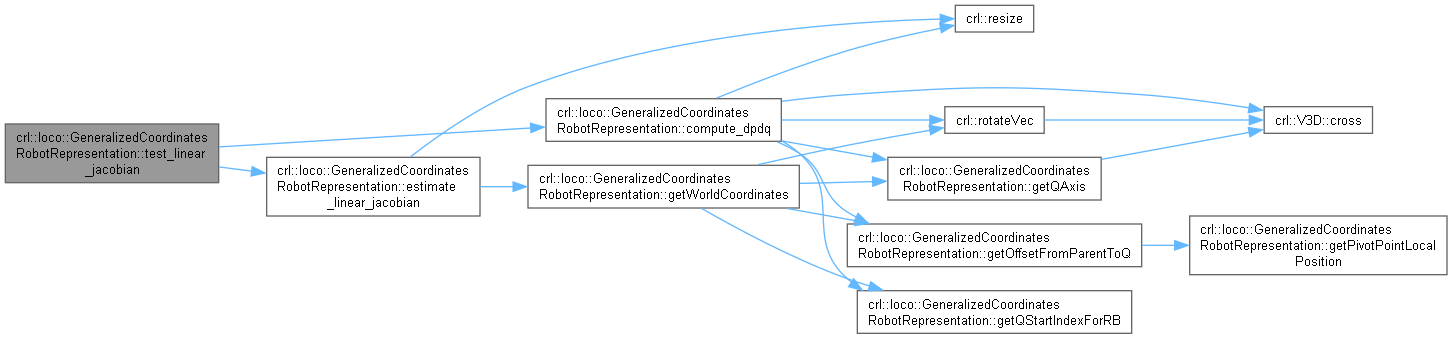 crl::loco::GeneralizedCoordinates
RobotRepresentation::test_linear
_jacobian
crl::loco::GeneralizedCoordinates
RobotRepresentation::compute_dpdq
crl::loco::GeneralizedCoordinates
RobotRepresentation::estimate
_linear_jacobian
crl::loco::GeneralizedCoordinates
RobotRepresentation::getWorldCoordinates
crl::resize
crl::rotateVec
crl::loco::GeneralizedCoordinates
RobotRepresentation::getQAxis
crl::loco::GeneralizedCoordinates
RobotRepresentation::getOffsetFromParentToQ
crl::loco::GeneralizedCoordinates
RobotRepresentation::getQStartIndexForRB
crl::V3D::cross
crl::loco::GeneralizedCoordinates
RobotRepresentation::getPivotPointLocal
Position